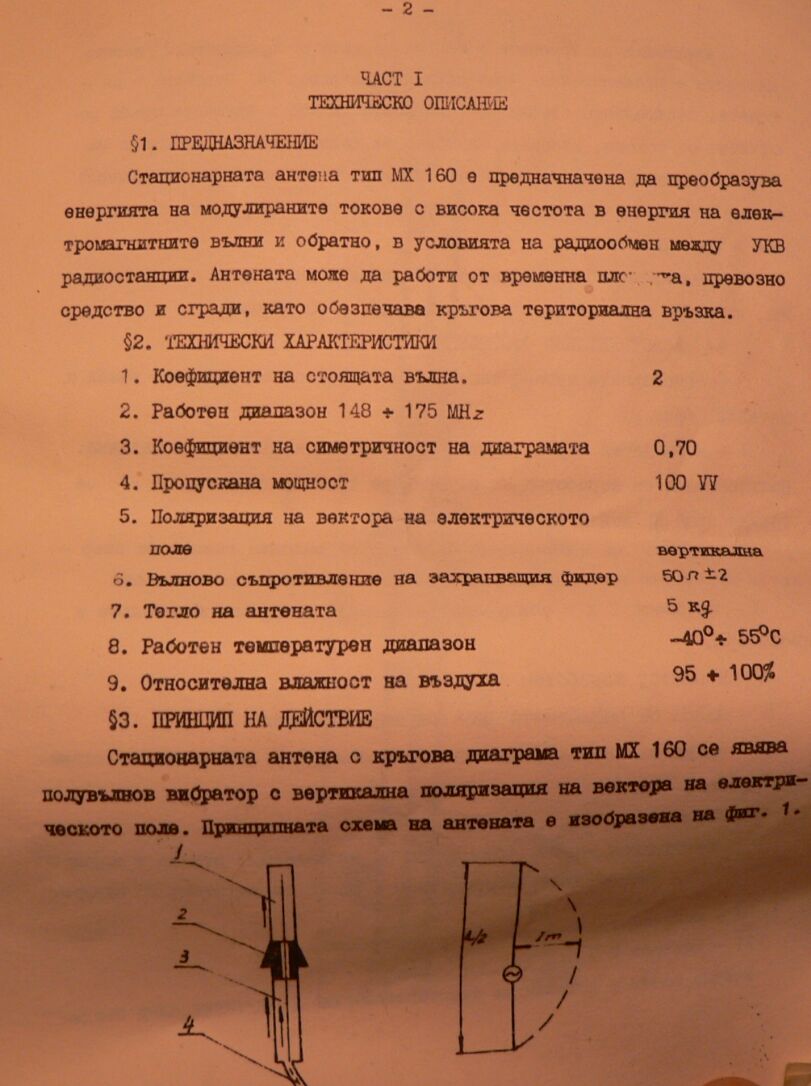 - 2 -
ЧАСТ I
ТЕХНИЧЕСКО ОПИСАНИЕ
§1. ПРЕДНАЗНАЧЕНИЕ
Стационарната антена тип МХ 160 е предначначена да преобразува
енергията на модулираните токове с висока честота в енергия на елек-
тромагнитните вълни и обратно, в условията на радиообмен между УКВ
радиостанции. Антената може да работи от временна превозно
средство и сгради, като обезпечава кръгова териториална връзка.
§2. ТЕХНИЧЕСКИ ХАРАКТЕРИСТИКИ
1. Коефициент на стоящата вълна. 2
2. Работен диапазон 148 ÷ 175 MHz
3. Коефициент на симетричност на диаграмата 0,70
4. Пропускана мощност 100 W
5. Поляризация на вектора на електрическото
поле вертикална
6. Вълново съпротивление на захранващия фидер 50 Ω ±2
7. Тегло на антената 5 kg
8. Работен температурен диапазон -40°÷ 55°C
9. Относителна влажност на въздуха 95 ÷ 100%
§3. ПРИНЦИП НА ДЕЙСТВИЕ
Стационарната антена с кръгова диаграма тип МХ 160 се явява
полувълнов вибратор с вертикална поляризация на вектора на електри-
ческото поле. Принципната схема на антената е изобразена на фиг. 1.
1
2
3
4
λ/2
Im